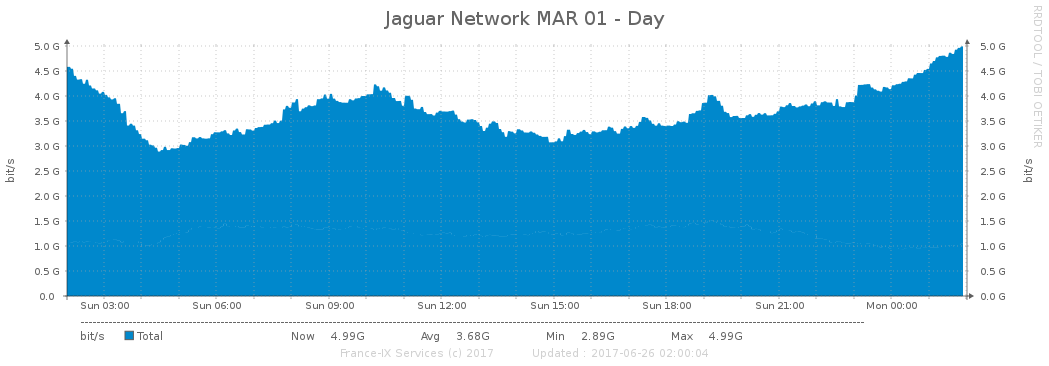 Jaguar Network MAR 01 - Day
RRDTOOL / TOBI OETIKER
5.0 G 5.0 G
4.5 G 4.5 G
4.0 G 4.0 G
3.5 G 3.5 G
3.0 G 3.0 G
2.5 G 2.5 G
2.0 G 2.0 G
1.5 G 1.5 G
1.0 G 1.0 G
0.5 G 0.5 G
0.0 0.0 G
bit/s
bit/s
Sun 03:00 Sun 06:00 Sun 09:00 Sun 12:00 Sun 15:00 Sun 18:00 Sun 21:00 Mon 00:00
bit/s Total Now 4.99G Avg 3.68G Min 2.89G Max 4.99G
France-IX Services (c) 2017 Updated : 2017-06-26 02:00:04